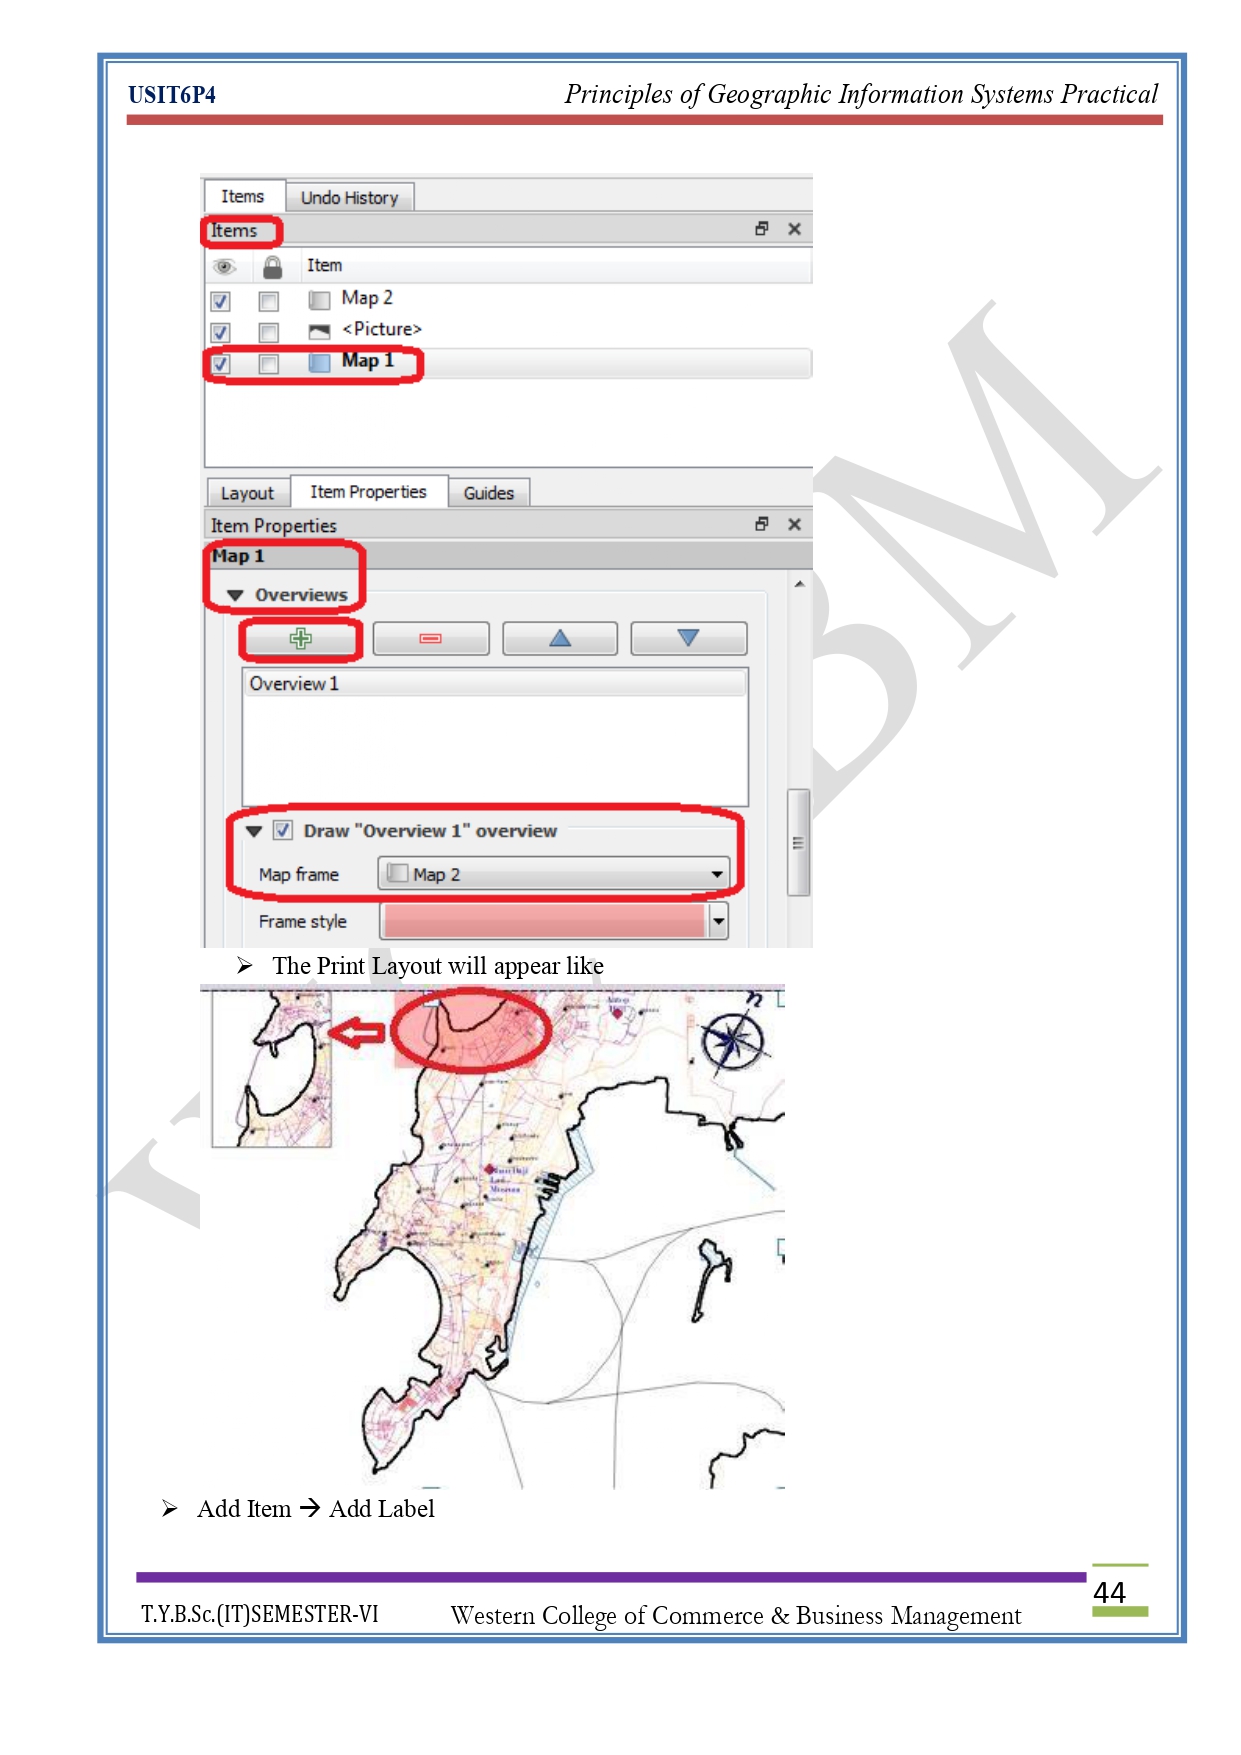 USIT6P4 Principles of Geographic Information Systems Practical
Items Undo History
Items
Item
Map 2
<Picture>
Map 1
Layout Item Properties Guides
Item Properties
Map 1
Overviews
Overview 1
Draw "Overview 1" overview
Map frame Map 2
Frame style
➢ The Print Layout will appear like
➢ Add Item → Add Label
44
T.Y.B.Sc.(IT)SEMESTER-VI Western College of Commerce & Business Management